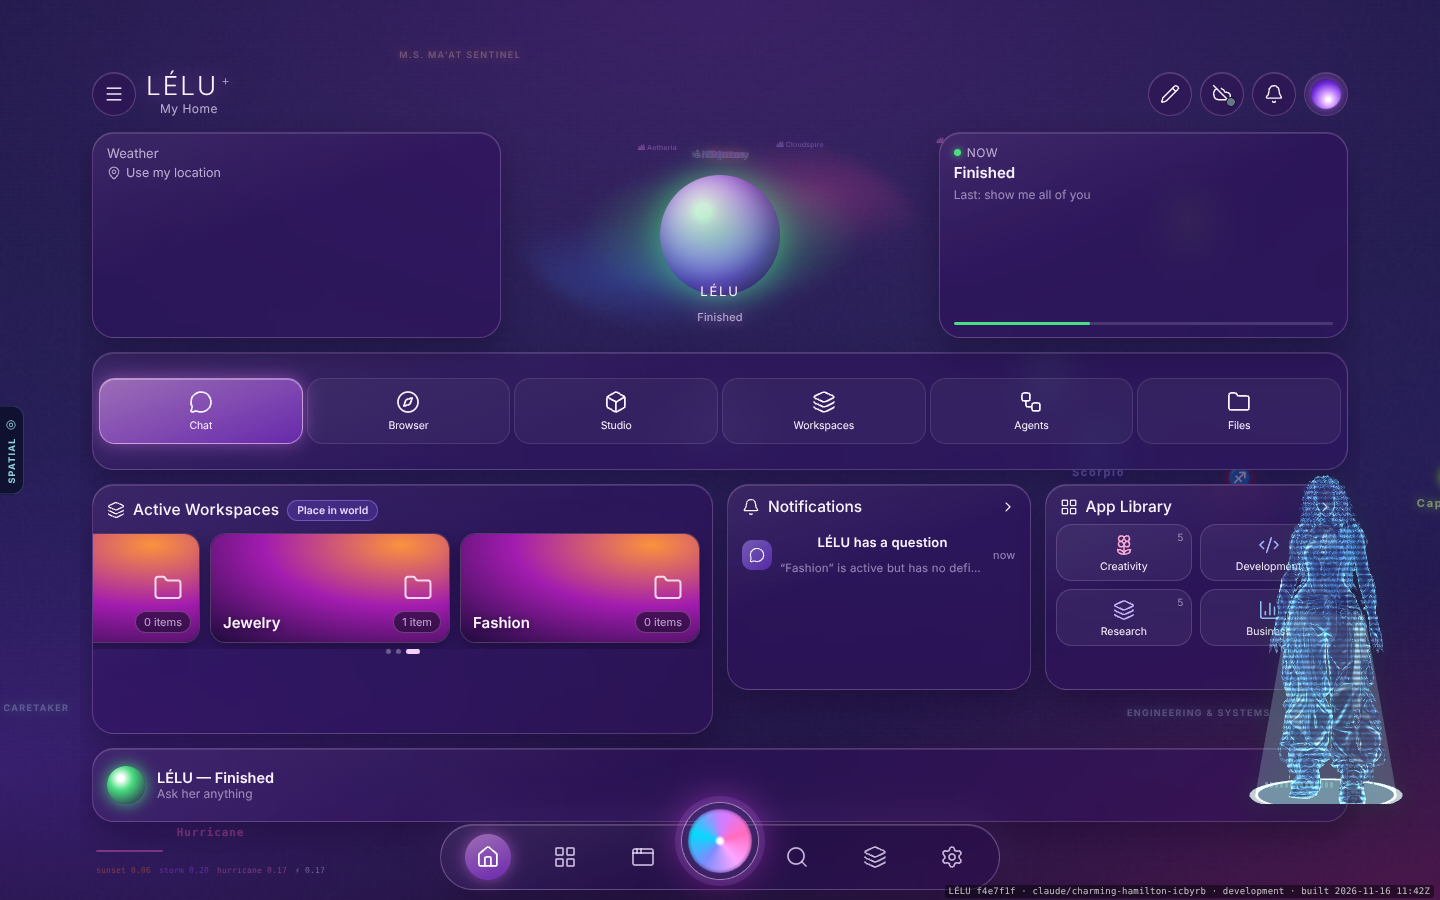 M.S. MA'AT SENTINEL
LÉLU +
My Home
Weather
Use my location
Aetheria
Cloudspire
LÉLU
Finished
NOW
Finished
Last: show me all of you
SPATIAL
Chat
Browser
Studio
Workspaces
Agents
Files
Scorpio
Cap
Active Workspaces
Place in world
0 items
Jewelry
1 item
Fashion
0 items
Notifications
LÉLU has a question
"Fashion" is active but has no defi...
now
App Library
Creativity
5
Development
Research
5
Busin
CARETAKER
ENGINEERING & SYSTEMS
LÉLU — Finished
Ask her anything
Hurricane
sunset 0.06 storm 0.20 hurricane 0.17 ⚡ 0.17
LÉLU f4e7f1f · claude/charming-hamilton-icbyrb · development · built 2026-11-16 11:42Z